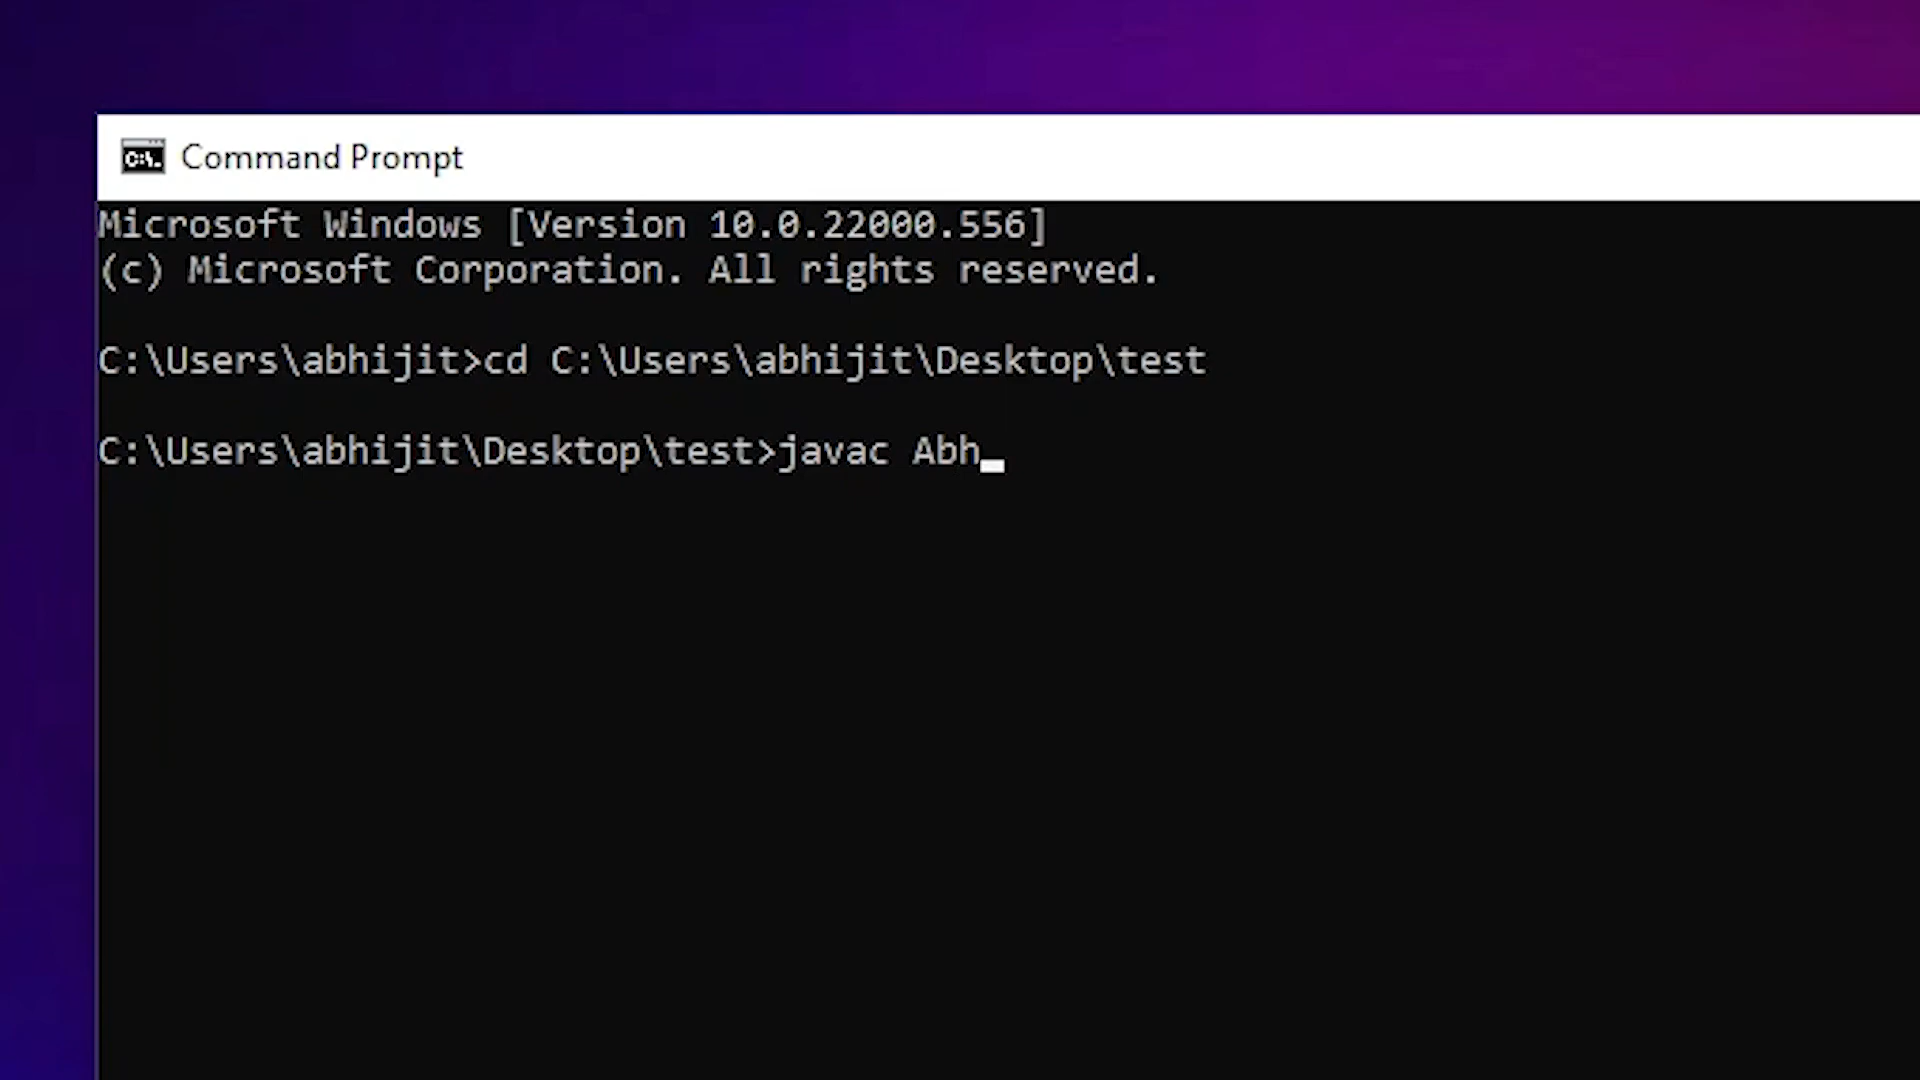 C:\.
Command Prompt
Microsoft Windows [Version 10.0.22000.556]
(c) Microsoft Corporation. All rights reserved.
C:\Users\abhijit>cd C:\Users\abhijit\Desktop\test
C:\Users\abhijit\Desktop\test>javac Abh